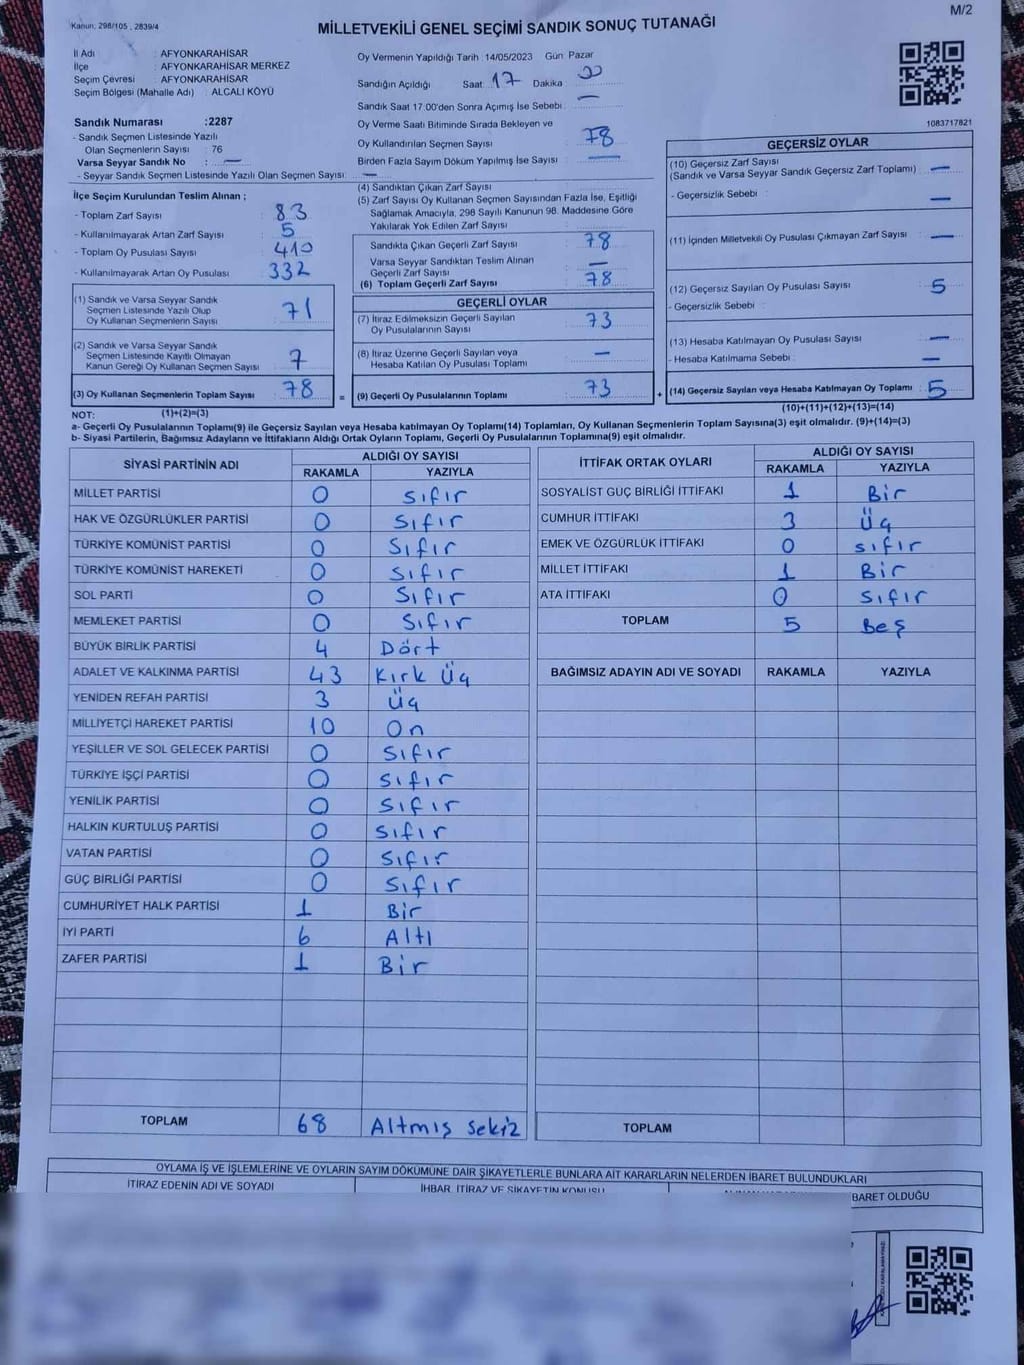 M/2
Kanun, 298/105 , 2839/4
MİLLETVEKİLİ GENEL SEÇİMİ SANDIK SONUÇ TUTANAĞI
İl Adı : AFYONKARAHİSAR
İlçe : AFYONKARAHİSAR MERKEZ
Seçim Çevresi : AFYONKARAHİSAR
Seçim Bölgesi (Mahalle Adı) : ALCALI KÖYÜ
Sandık Numarası :2287
- Sandık Seçmen Listesinde Yazılı
Olan Seçmenlerin Sayısı : 76
Varsa Seyyar Sandık No : —
- Seyyar Sandık Seçmen Listesinde Yazılı Olan Seçmen Sayısı: —
Oy Vermenin Yapıldığı Tarih :14/05/2023 Gün Pazar
Sandığın Açıldığı Saat 17 Dakika 00
Sandık Saat 17:00'den Sonra Açımış İse Sebebi : —
Oy Verme Saati Bitiminde Sırada Bekleyen ve
Oy Kullandırılan Seçmen Sayısı : 78
Birden Fazla Sayım Döküm Yapılmış İse Sayısı : —
1083717821
İlçe Seçim Kurulundan Teslim Alınan ;
- Toplam Zarf Sayısı : 83
- Kullanılmayarak Artan Zarf Sayısı : 5
- Toplam Oy Pusulası Sayısı : 410
- Kullanılmayarak Artan Oy Pusulası : 332
(1) Sandık ve Varsa Seyyar Sandık
Seçmen Listesinde Yazılı Olup
Oy Kullanan Seçmenlerin Sayısı : 71
(2) Sandık ve Varsa Seyyar Sandık
Seçmen Listesinde Kayıtlı Olmayan
Kanun Gereği Oy Kullanan Seçmen Sayısı : 7
(3) Oy Kullanan Seçmenlerin Toplam Sayısı : 78
(1)+(2)=(3)
(4) Sandıktan Çıkan Zarf Sayısı :
(5) Zarf Sayısı Oy Kullanan Seçmen Sayısından Fazla İse, Eşitliği
Sağlamak Amacıyla, 298 Sayılı Kanunun 98. Maddesine Göre
Yakılarak Yok Edilen Zarf Sayısı :
Sandıkta Çıkan Geçerli Zarf Sayısı : 78
Varsa Seyyar Sandıktan Teslim Alınan
Geçerli Zarf Sayısı : —
(6) Toplam Geçerli Zarf Sayısı : 78
GEÇERLİ OYLAR
(7) İtiraz Edilmeksizin Geçerli Sayılan
Oy Pusulalarının Sayısı : 73
(8) İtiraz Üzerine Geçerli Sayılan veya
Hesaba Katılan Oy Pusulası Toplamı : —
= (9) Geçerli Oy Pusulalarının Toplamı : 73 +
GEÇERSİZ OYLAR
(10) Geçersiz Zarf Sayısı
(Sandık ve Varsa Seyyar Sandık Geçersiz Zarf Toplamı) : —
- Geçersizlik Sebebi : —
(11) İçinden Milletvekili Oy Pusulası Çıkmayan Zarf Sayısı : —
(12) Geçersiz Sayılan Oy Pusulası Sayısı : 5
- Geçersizlik Sebebi :
(13) Hesaba Katılmayan Oy Pusulası Sayısı : —
- Hesaba Katılmama Sebebi : —
(14) Geçersiz Sayılan veya Hesaba Katılmayan Oy Toplamı : 5
(10)+(11)+(12)+(13)=(14)
NOT:
a- Geçerli Oy Pusulalarının Toplamı(9) ile Geçersiz Sayılan veya Hesaba katılmayan Oy Toplamı(14) Toplamları, Oy Kullanan Seçmenlerin Toplam Sayısına(3) eşit olmalıdır. (9)+(14)=(3)
b- Siyasi Partilerin, Bağımsız Adayların ve İttifakların Aldığı Ortak Oyların Toplamı, Geçerli Oy Pusulalarının Toplamına(9) eşit olmalıdır.
SİYASİ PARTİNİN ADI ALDIĞI OY SAYISI
RAKAMLA YAZIYLA
MİLLET PARTİSİ 0 Sıfır
HAK VE ÖZGÜRLÜKLER PARTİSİ 0 Sıfır
TÜRKİYE KOMÜNİST PARTİSİ 0 Sıfır
TÜRKİYE KOMÜNİST HAREKETİ 0 Sıfır
SOL PARTİ 0 Sıfır
MEMLEKET PARTİSİ 0 Sıfır
BÜYÜK BİRLİK PARTİSİ 4 Dört
ADALET VE KALKINMA PARTİSİ 43 Kırk Üç
YENİDEN REFAH PARTİSİ 3 Üç
MİLLİYETÇİ HAREKET PARTİSİ 10 On
YEŞİLLER VE SOL GELECEK PARTİSİ 0 Sıfır
TÜRKİYE İŞÇİ PARTİSİ 0 Sıfır
YENİLİK PARTİSİ 0 Sıfır
HALKIN KURTULUŞ PARTİSİ 0 Sıfır
VATAN PARTİSİ 0 Sıfır
GÜÇ BİRLİĞİ PARTİSİ 0 Sıfır
CUMHURİYET HALK PARTİSİ 1 Bir
İYİ PARTİ 6 Altı
ZAFER PARTİSİ 1 Bir
TOPLAM 68 Altmış Sekiz
İTTİFAK ORTAK OYLARI ALDIĞI OY SAYISI
RAKAMLA YAZIYLA
SOSYALİST GÜÇ BİRLİĞİ İTTİFAKI 1 Bir
CUMHUR İTTİFAKI 3 Üç
EMEK VE ÖZGÜRLÜK İTTİFAKI 0 Sıfır
MİLLET İTTİFAKI 1 Bir
ATA İTTİFAKI 0 Sıfır
TOPLAM 5 Beş
BAĞIMSIZ ADAYIN ADI VE SOYADI RAKAMLA YAZIYLA
TOPLAM
OYLAMA İŞ VE İŞLEMLERİNE VE OYLARIN SAYIM DÖKÜMÜNE DAİR ŞİKAYETLERLE BUNLARA AİT KARARLARIN NELERDEN İBARET BULUNDUKLARI
İTİRAZ EDENİN ADI VE SOYADI İHBAR, İTİRAZ VE ŞİKAYETİN KONUSU BARET OLDUĞU